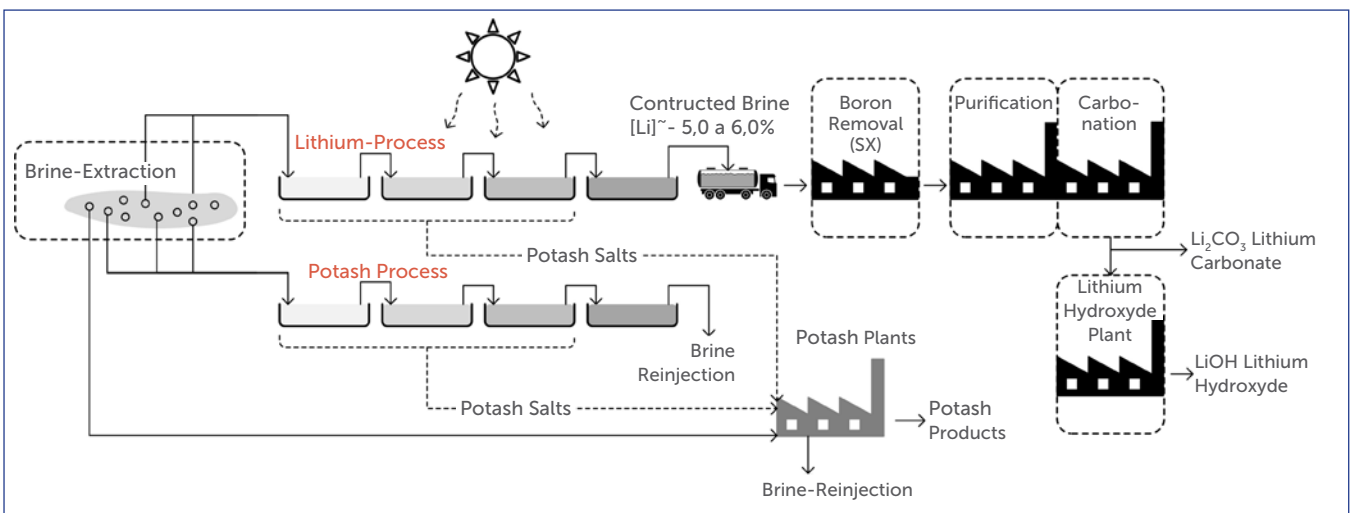 Brine-Extraction
Lithium-Process
Contructed Brine
[Li]~- 5,0 a 6,0%
Boron
Removal
(SX)
Purification
Carbo-
nation
Potash Salts
Li₂CO₃ Lithium
Carbonate
Potash Process
Lithium
Hydroxyde
Plant
LiOH Lithium
Hydroxyde
Brine
Reinjection
Potash Plants
Potash Salts
Potash
Products
Brine-Reinjection